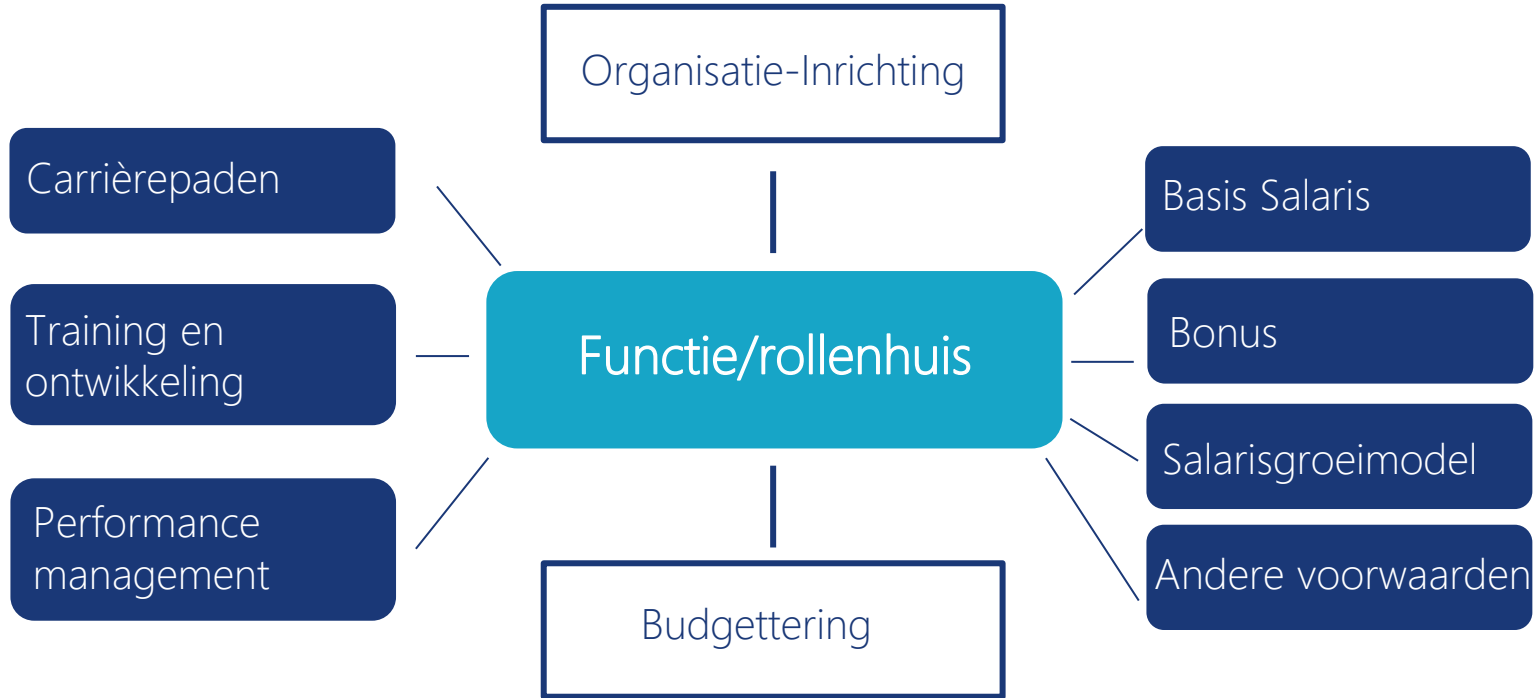 Organisatie-Inrichting
Carrièrepaden
Training en
ontwikkeling
Performance
management
Functie/rollenhuis
Basis Salaris
Bonus
Salarisgroeimodel
Andere voorwaarden
Budgettering